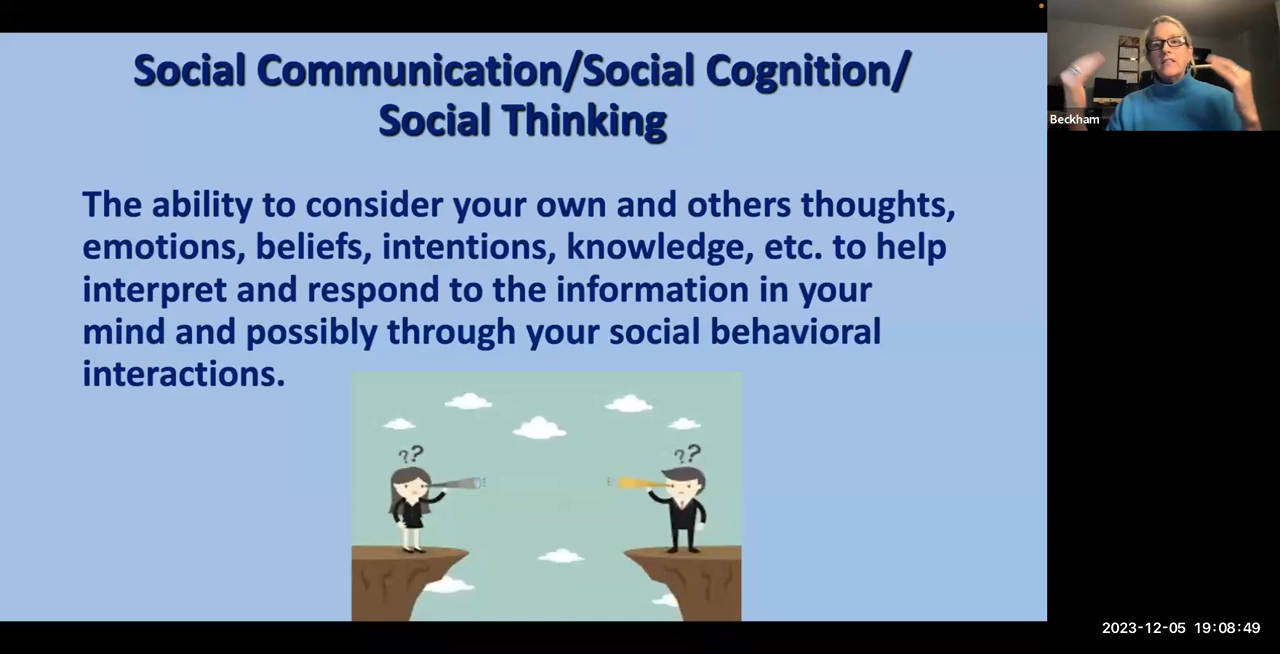 Social Communication/Social Cognition/
Social Thinking
The ability to consider your own and others thoughts,
emotions, beliefs, intentions, knowledge, etc. to help
interpret and respond to the information in your
mind and possibly through your social behavioral
interactions.
??
??
Beckham
2023-12-05 19:08:49